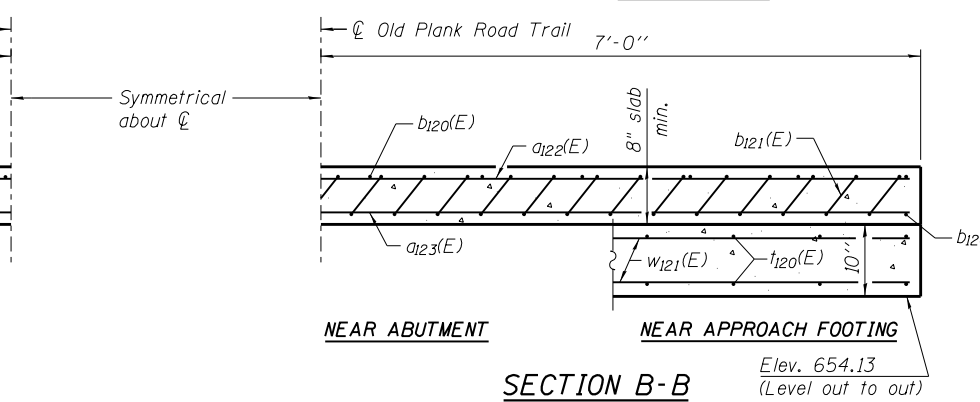 ℄ Old Plank Road Trail
7'-0"
Symmetrical
about ℄
8" slab
min.
b120(E)
a122(E)
b121(E)
a123(E)
w121(E)
t120(E)
10"
b12
NEAR ABUTMENT
NEAR APPROACH FOOTING
Elev. 654.13
(Level out to out)
SECTION B-B